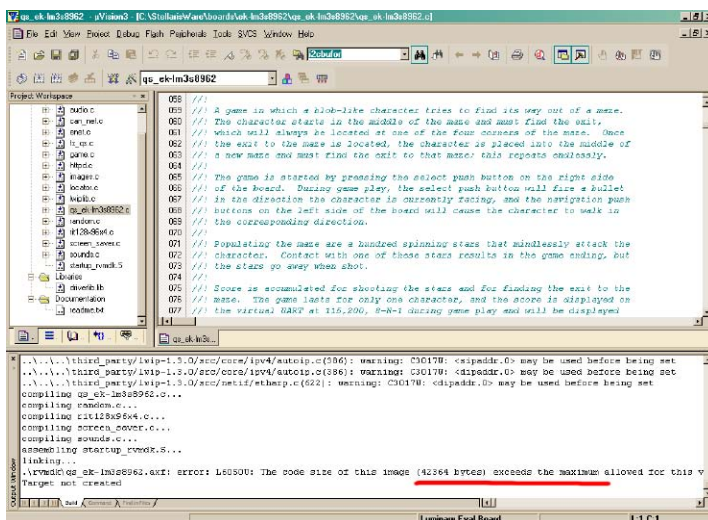 qs_ek-lm3s8962 - µVision3 - [C:\StellarisWare\boards\ek-lm3s8962\qs_ek-lm3s8962\qs_ek-lm3s8962.c]
File Edit View Project Debug Flash Peripherals Tools SVCS Window Help
i2cbufor
qs_ek-lm3s8962
Project Workspace
audio.c
can_net.c
enet.c
fs_qs.c
game.c
httpd.c
images.c
locator.c
lwiplib.c
qs_ek-lm3s8962.c
random.c
rit128x96x4.c
screen_saver.c
sounds.c
startup_rvmdk.S
Libraries
driverlib.lib
Documentation
readme.txt
058 //!
059 //! A game in which a blob-like character tries to find its way out of a maze.
060 //! The character starts in the middle of the maze and must find the exit,
061 //! which will always be located at one of the four corners of the maze. Once
062 //! the exit to the maze is located, the character is placed into the middle of
063 //! a new maze and must find the exit to that maze; this repeats endlessly.
064 //!
065 //! The game is started by pressing the select push button on the right side
066 //! of the board. During game play, the select push button will fire a bullet
067 //! in the direction the character is currently facing, and the navigation push
068 //! buttons on the left side of the board will cause the character to walk in
069 //! the corresponding direction.
070 //!
071 //! Populating the maze are a hundred spinning stars that mindlessly attack the
072 //! character. Contact with one of these stars results in the game ending, but
073 //! the stars go away when shot.
074 //!
075 //! Score is accumulated for shooting the stars and for finding the exit to the
076 //! maze. The game lasts for only one character, and the score is displayed on
077 //! the virtual UART at 115,200, 8-N-1 during game play and will be displayed
qs_ek-lm3s...
..\..\..\third_party/lwip-1.3.0/src/core/ipv4/autoip.c(386): warning: C3017W: <sipaddr.0> may be used before being set
..\..\..\third_party/lwip-1.3.0/src/core/ipv4/autoip.c(386): warning: C3017W: <dipaddr.0> may be used before being set
..\..\..\third_party/lwip-1.3.0/src/netif/etharp.c(622): warning: C3017W: <dipaddr.0> may be used before being set
compiling qs_ek-lm3s8962.c...
compiling random.c...
compiling rit128x96x4.c...
compiling screen_saver.c...
compiling sounds.c...
assembling startup_rvmdk.S...
linking...
.\rvmdk\qs_ek-lm3s8962.axf: error: L6050U: The code size of this image (42364 bytes) exceeds the maximum allowed for this v
Target not created
Output Window
Build Command Find in Files
Luminary Eval Board
L:1 C:1